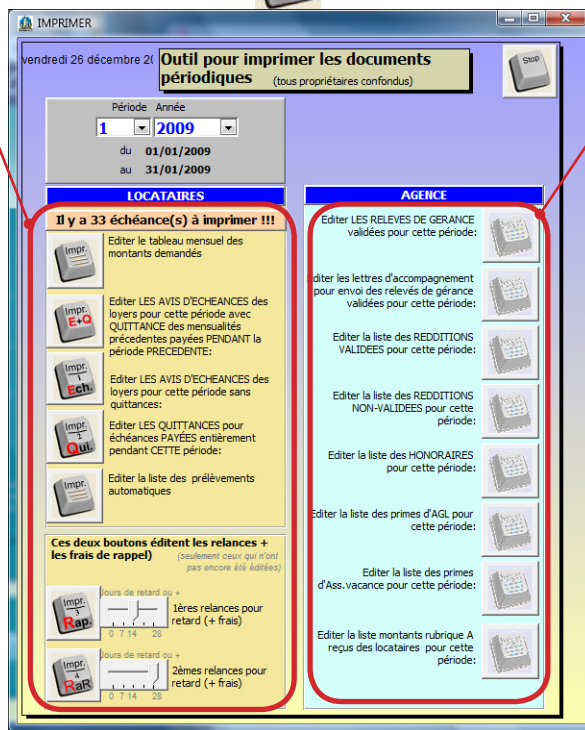 IMPRIMER
vendredi 26 décembre 20
Outil pour imprimer les documents
périodiques (tous propriétaires confondus)
Stop
Période Année
1 2009
du 01/01/2009
au 31/01/2009
LOCATAIRES
Il y a 33 échéance(s) à imprimer !!!
Impr.
Editer le tableau mensuel des
montants demandés
Impr.
E+Q
Editer LES AVIS D'ECHEANCES des
loyers pour cette période avec
QUITTANCE des mensualités
précedentes payées PENDANT la
période PRECEDENTE:
Impr.
1
Ech.
Editer LES AVIS D'ECHEANCES des
loyers pour cette période sans
quittances:
Impr.
2
Qui.
Editer LES QUITTANCES pour
échéances PAYÉES entièrement
pendant CETTE période:
Impr.
Editer la liste des prélèvements
automatiques
Ces deux boutons éditent les relances +
les frais de rappel) (seulement ceux qui n'ont
pas encore été éditées)
Jours de retard ou +
Impr.
3
Rap.
0 7 14 28
1ères relances pour
retard (+ frais)
Jours de retard ou +
Impr.
4
RaR
0 7 14 28
2èmes relances pour
retard (+ frais)
AGENCE
Editer LES RELEVES DE GERANCE
validées pour cette période:
Editer les lettres d'accompagnement
pour envoi des relevés de gérance
validées pour cette période:
Editer la liste des REDDITIONS
VALIDEES pour cette période:
Editer la liste des REDDITIONS
NON-VALIDEES pour cette
période:
Editer la liste des HONORAIRES
pour cette période:
Editer la liste des primes d'AGL pour
cette période:
Editer la liste des primes
d'Ass.vacance pour cette période:
Editer la liste montants rubrique A
reçus des locataires pour cette
période: